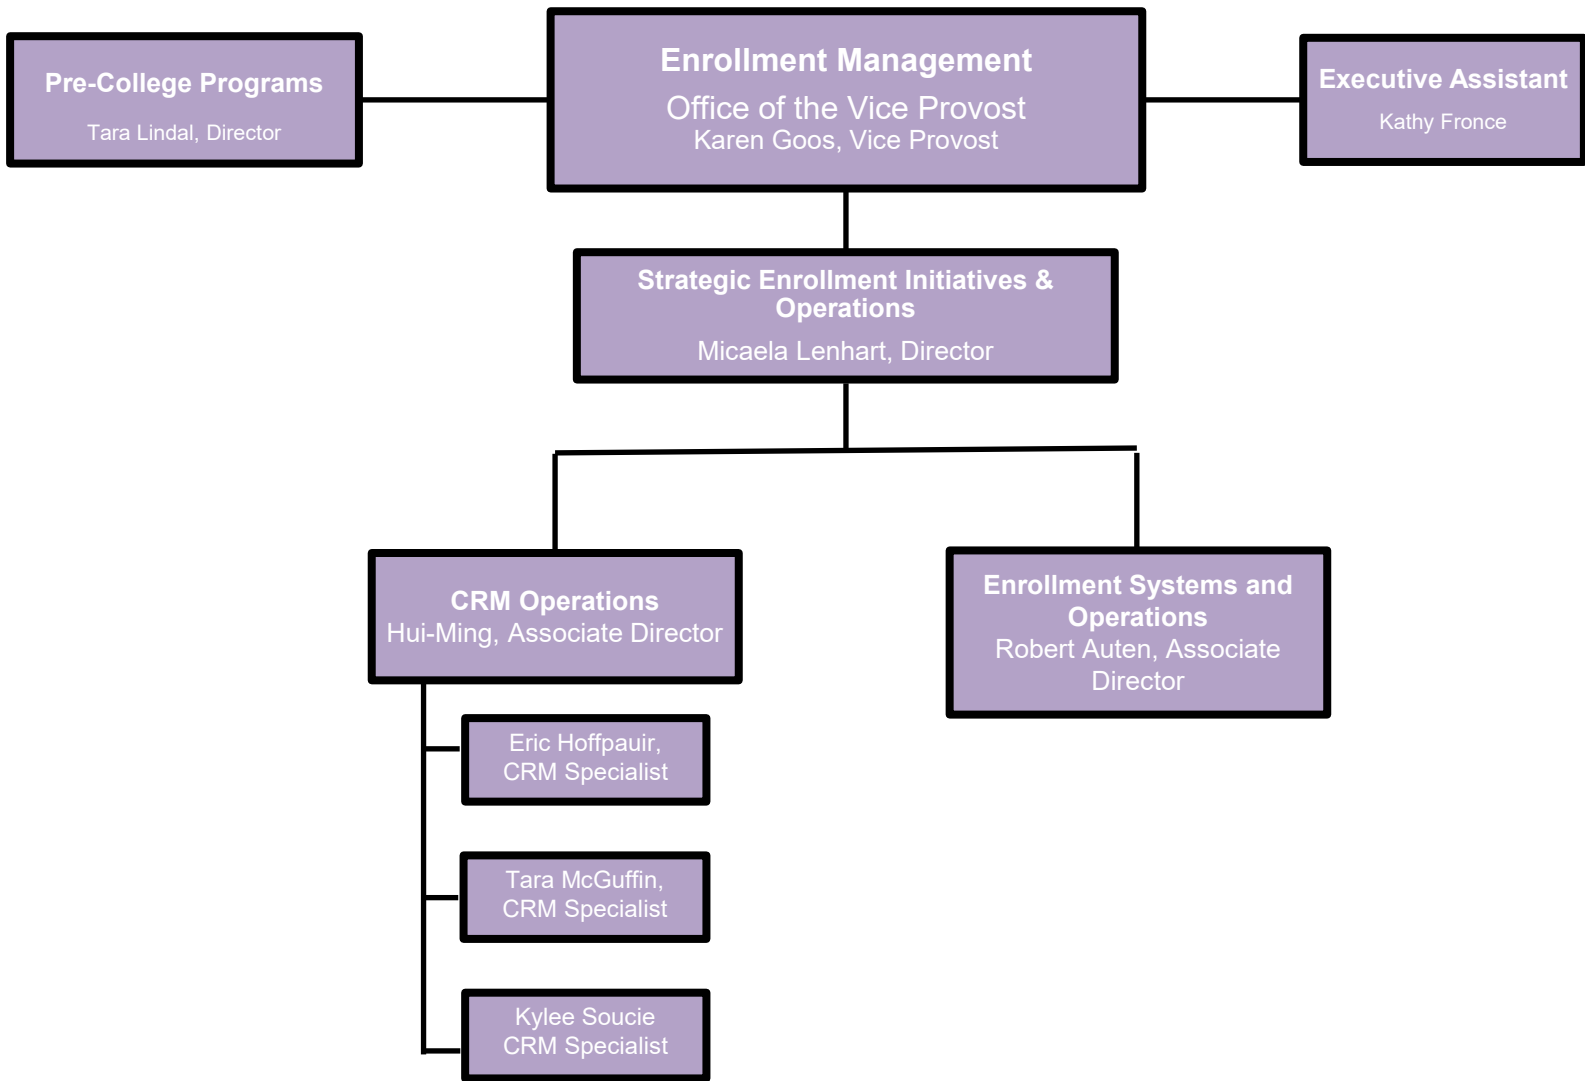 Pre-College Programs
Tara Lindal, Director
Enrollment Management
Office of the Vice Provost
Karen Goos, Vice Provost
Executive Assistant
Kathy Fronce
Strategic Enrollment Initiatives &
Operations
Micaela Lenhart, Director
CRM Operations
Hui-Ming, Associate Director
Enrollment Systems and
Operations
Robert Auten, Associate
Director
Eric Hoffpauir,
CRM Specialist
Tara McGuffin,
CRM Specialist
Kylee Soucie
CRM Specialist